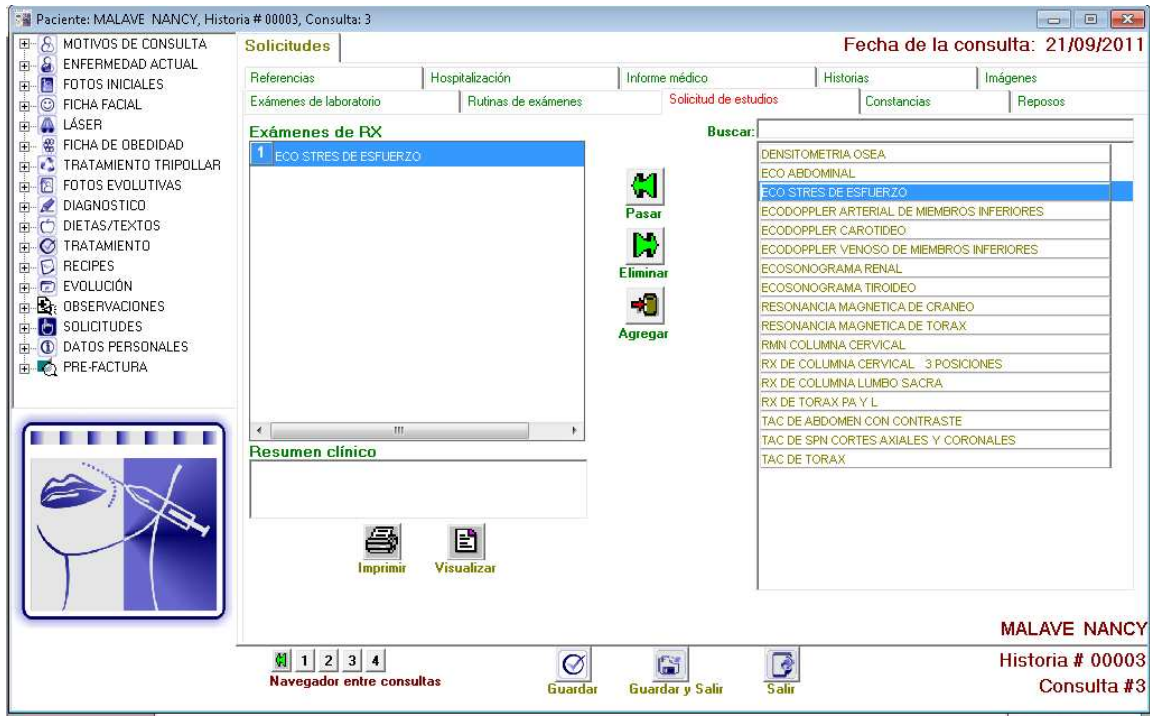 Paciente: MALAVE NANCY, Historia # 00003, Consulta: 3
MOTIVOS DE CONSULTA
ENFERMEDAD ACTUAL
FOTOS INICIALES
FICHA FACIAL
LÁSER
FICHA DE OBEDIDAD
TRATAMIENTO TRIPOLLAR
FOTOS EVOLUTIVAS
DIAGNOSTICO
DIETAS/TEXTOS
TRATAMIENTO
RECIPES
EVOLUCIÓN
OBSERVACIONES
SOLICITUDES
DATOS PERSONALES
PRE-FACTURA
Solicitudes
Fecha de la consulta: 21/09/2011
Referencias Hospitalización Informe médico Historias Imágenes
Exámenes de laboratorio Rutinas de exámenes Solicitud de estudios Constancias Reposos
Exámenes de RX
1 ECO STRES DE ESFUERZO
Pasar
Eliminar
Agregar
Buscar:
DENSITOMETRIA OSEA
ECO ABDOMINAL
ECO STRES DE ESFUERZO
ECODOPPLER ARTERIAL DE MIEMBROS INFERIORES
ECODOPPLER CAROTIDEO
ECODOPPLER VENOSO DE MIEMBROS INFERIORES
ECOSONOGRAMA RENAL
ECOSONOGRAMA TIROIDEO
RESONANCIA MAGNETICA DE CRANEO
RESONANCIA MAGNETICA DE TORAX
RMN COLUMNA CERVICAL
RX DE COLUMNA CERVICAL 3 POSICIONES
RX DE COLUMNA LUMBO SACRA
RX DE TORAX PA Y L
TAC DE ABDOMEN CON CONTRASTE
TAC DE SPN CORTES AXIALES Y CORONALES
TAC DE TORAX
Resumen clínico
Imprimir Visualizar
MALAVE NANCY
Historia # 00003
Consulta #3
1 2 3 4
Navegador entre consultas
Guardar Guardar y Salir Salir